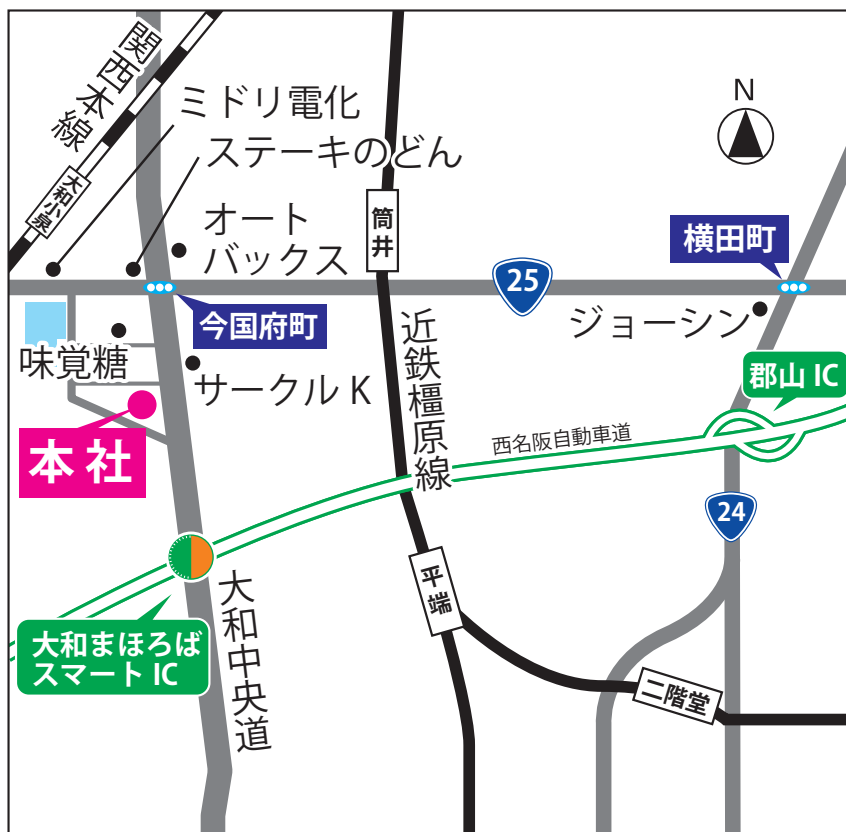 関西本線
ミドリ電化
ステーキのどん
N
大和小泉
オート
バックス
筒井
横田町
25
今国府町
ジョーシン
味覚糖
サークル K
近鉄橿原線
郡山 IC
本 社
西名阪自動車道
24
平端
大和まほろば
スマート IC
大和中央道
二階堂